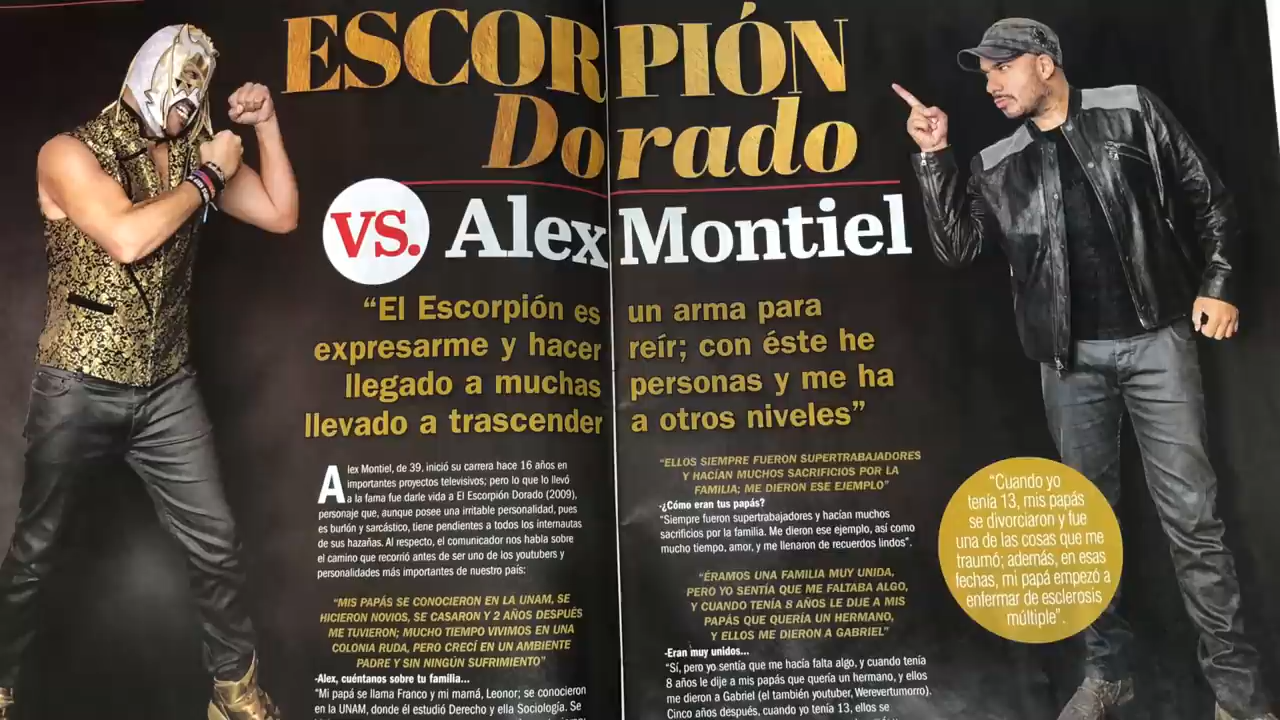 ESCORPIÓN
Dorado
VS. Alex Montiel
“El Escorpión es un arma para
expresarme y hacer reír; con éste he
llegado a muchas personas y me ha
llevado a trascender a otros niveles”
Alex Montiel, de 39, inició su carrera hace 16 años en
importantes proyectos televisivos; pero lo que lo llevó
a la fama fue darle vida a El Escorpión Dorado (2009),
personaje que, aunque posee una irritable personalidad, pues
es burlón y sarcástico, tiene pendientes a todos los internautas
de sus hazañas. Al respecto, el comunicador nos habla sobre
el camino que recorrió antes de ser uno de los youtubers y
personalidades más importantes de nuestro país:
“MIS PAPÁS SE CONOCIERON EN LA UNAM, SE
HICIERON NOVIOS, SE CASARON Y 2 AÑOS DESPUÉS
ME TUVIERON; MUCHO TIEMPO VIVIMOS EN UNA
COLONIA RUDA, PERO CRECÍ EN UN AMBIENTE
PADRE Y SIN NINGÚN SUFRIMIENTO”
-Alex, cuéntanos sobre tu familia...
“Mi papá se llama Franco y mi mamá, Leonor; se conocieron
en la UNAM, donde él estudió Derecho y ella Sociología. Se
“ELLOS SIEMPRE FUERON SUPERTRABAJADORES
Y HACÍAN MUCHOS SACRIFICIOS POR LA
FAMILIA; ME DIERON ESE EJEMPLO”
-¿Cómo eran tus papás?
“Siempre fueron supertrabajadores y hacían muchos
sacrificios por la familia. Me dieron ese ejemplo, así como
mucho tiempo, amor, y me llenaron de recuerdos lindos”.
“ÉRAMOS UNA FAMILIA MUY UNIDA,
PERO YO SENTÍA QUE ME FALTABA ALGO,
Y CUANDO TENÍA 8 AÑOS LE DIJE A MIS
PAPÁS QUE QUERÍA UN HERMANO,
Y ELLOS ME DIERON A GABRIEL”
-Eran muy unidos...
“Sí, pero yo sentía que me hacía falta algo, y cuando tenía
8 años le dije a mis papás que quería un hermano, y ellos
me dieron a Gabriel (el también youtuber, Werevertumorro).
Cinco años después, cuando yo tenía 13, ellos se
“Cuando yo
tenía 13, mis papás
se divorciaron y fue
una de las cosas que me
traumó; además, en esas
fechas, mi papá empezó a
enfermar de esclerosis
múltiple”.